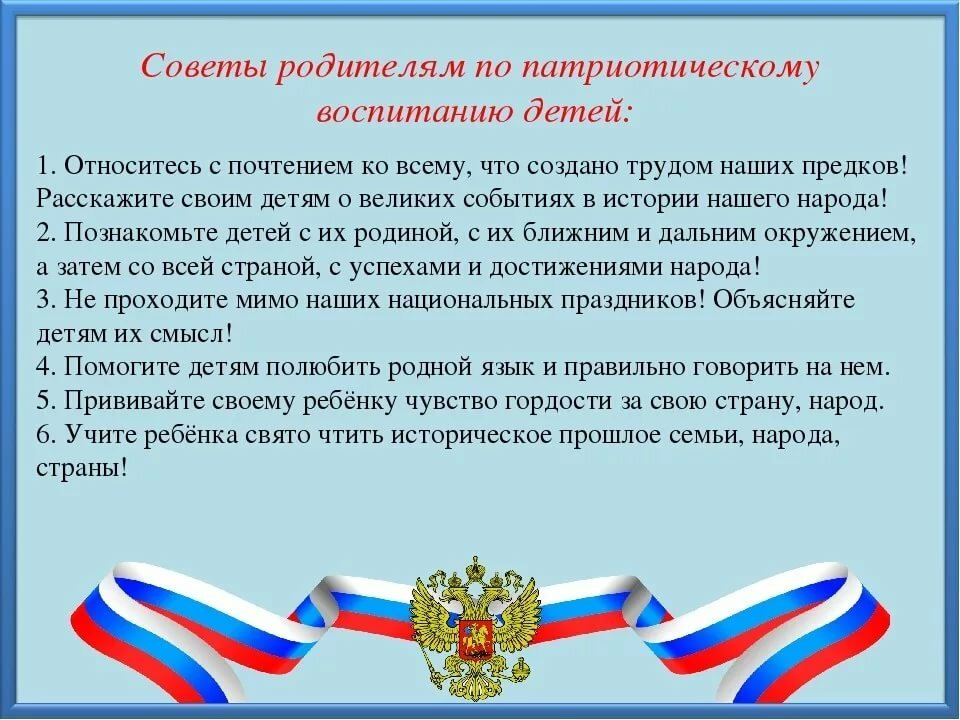 Советы родителям по патриотическому
воспитанию детей:
1. Относитесь с почтением ко всему, что создано трудом наших предков!
Расскажите своим детям о великих событиях в истории нашего народа!
2. Познакомьте детей с их родиной, с их ближним и дальним окружением,
а затем со всей страной, с успехами и достижениями народа!
3. Не проходите мимо наших национальных праздников! Объясняйте
детям их смысл!
4. Помогите детям полюбить родной язык и правильно говорить на нем.
5. Прививайте своему ребёнку чувство гордости за свою страну, народ.
6. Учите ребёнка свято чтить историческое прошлое семьи, народа,
страны!